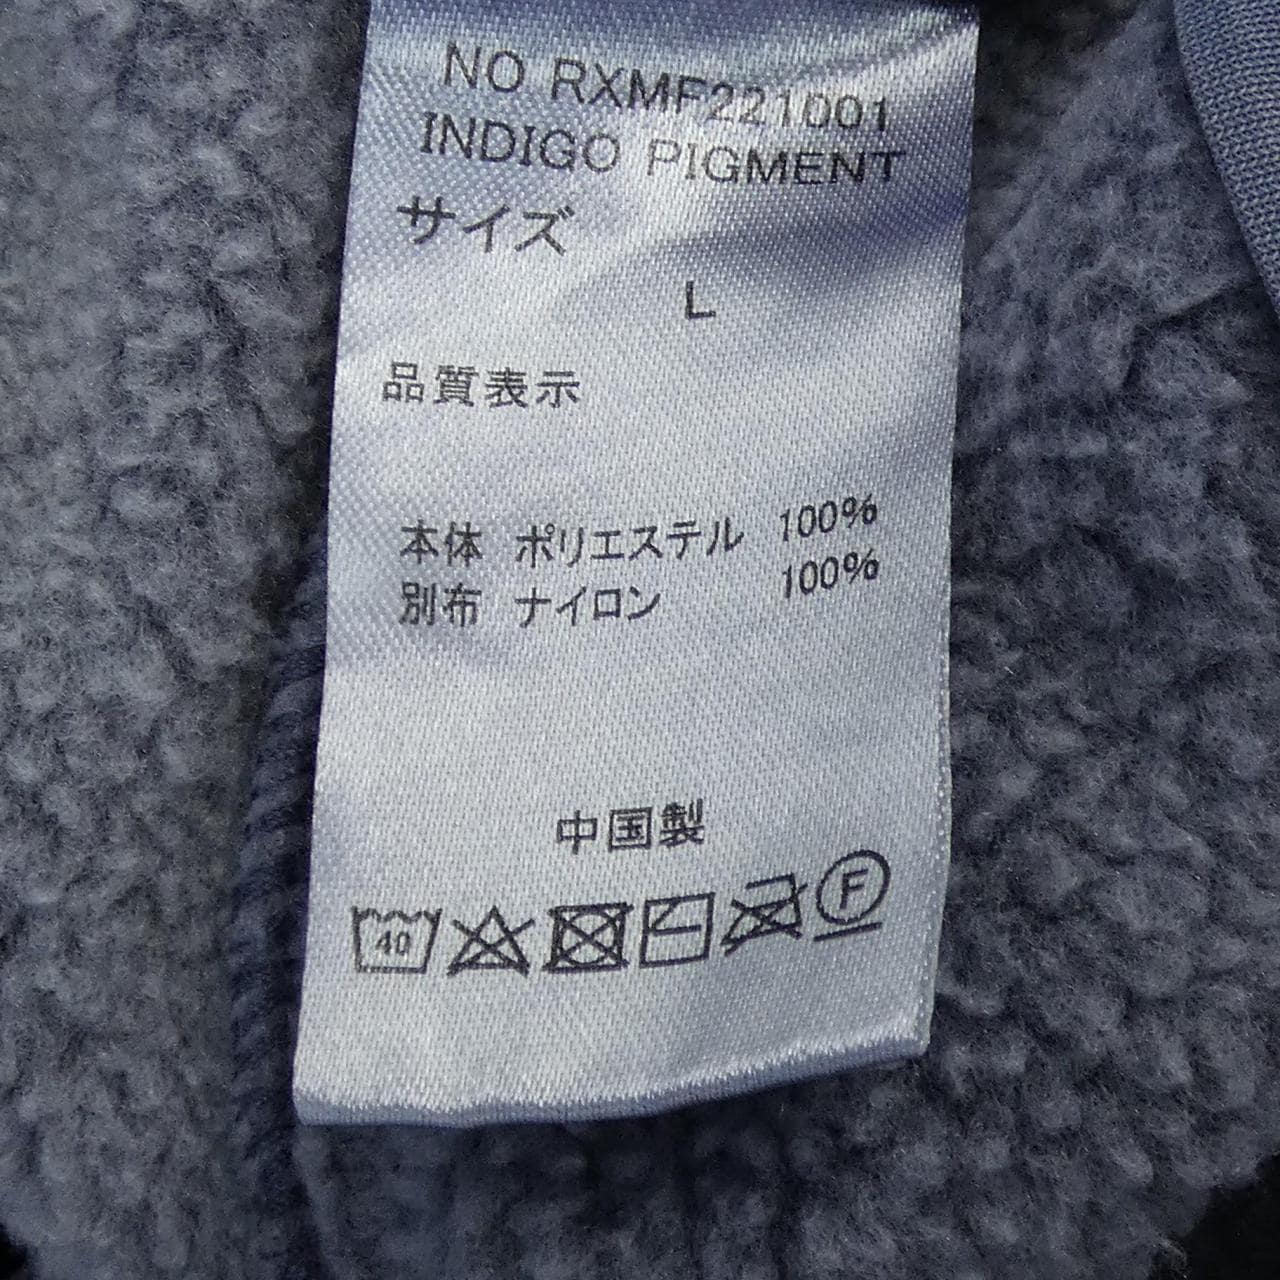 NO RXMF221001
INDIGO PIGMENT
サイズ
L
品質表示
本体 ポリエステル 100%
別布 ナイロン 100%
中国製
40
F